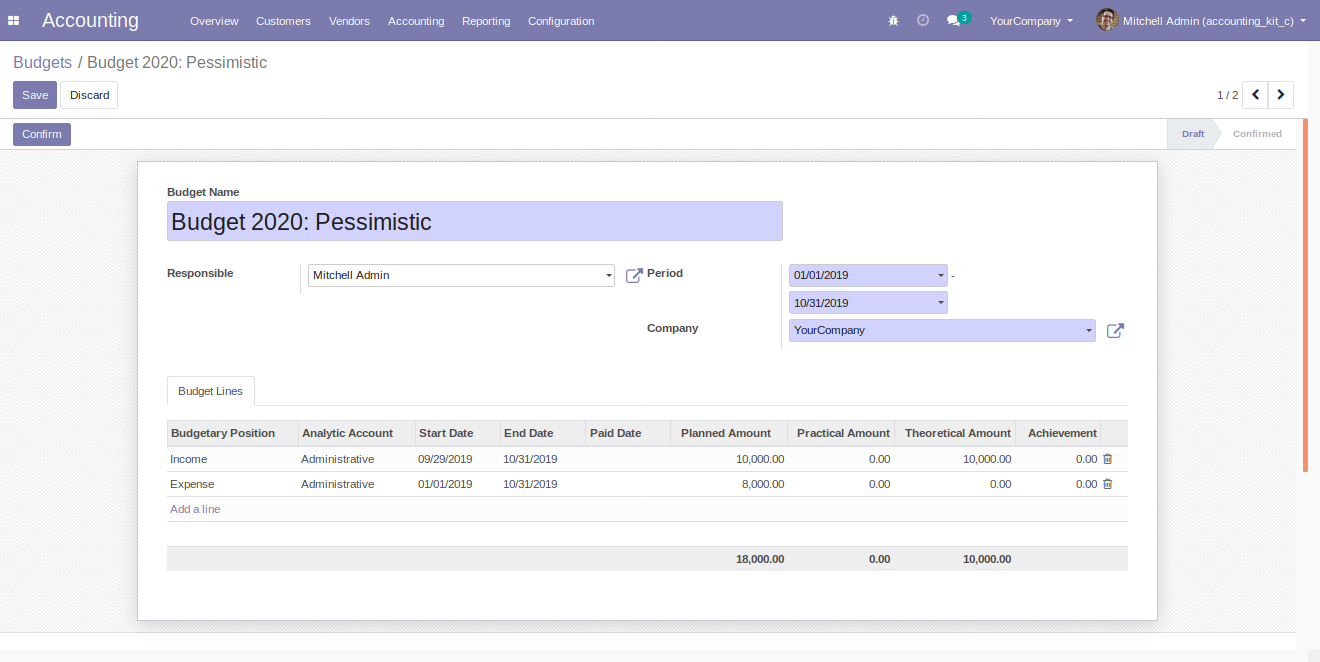 Accounting Overview Customers Vendors Accounting Reporting Configuration 3 YourCompany Mitchell Admin (accounting_kit_c)
Budgets / Budget 2020: Pessimistic
Save Discard 1 / 2
Confirm Draft Confirmed
Budget Name
Budget 2020: Pessimistic
Responsible Mitchell Admin Period 01/01/2019 -
10/31/2019
Company YourCompany
Budget Lines
Budgetary Position Analytic Account Start Date End Date Paid Date Planned Amount Practical Amount Theoretical Amount Achievement
Income Administrative 09/29/2019 10/31/2019 10,000.00 0.00 10,000.00 0.00
Expense Administrative 01/01/2019 10/31/2019 8,000.00 0.00 0.00 0.00
Add a line
18,000.00 0.00 10,000.00